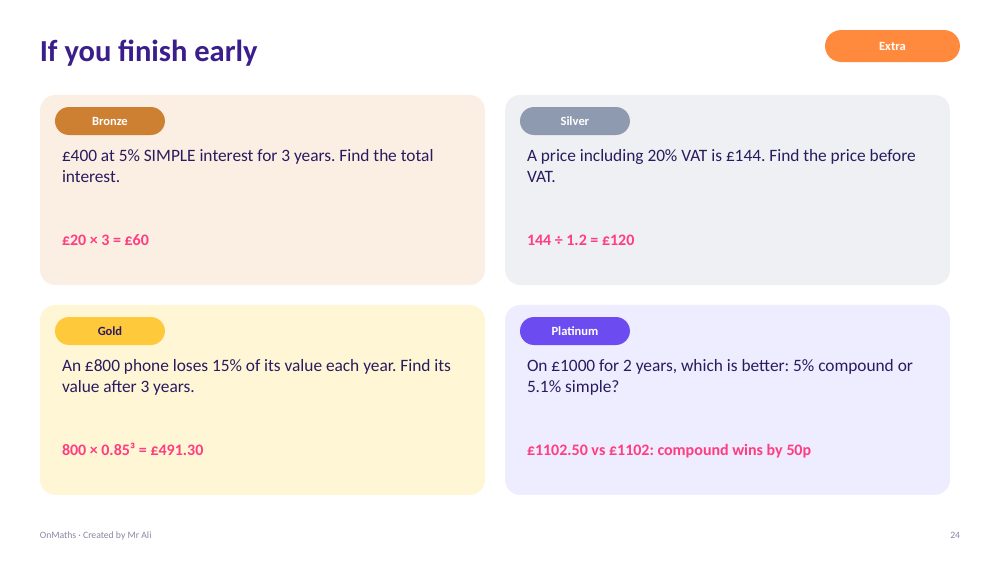 If you finish early
Extra
Bronze
£400 at 5% SIMPLE interest for 3 years. Find the total
interest.
£20 × 3 = £60
Silver
A price including 20% VAT is £144. Find the price before
VAT.
144 ÷ 1.2 = £120
Gold
An £800 phone loses 15% of its value each year. Find its
value after 3 years.
800 × 0.85³ = £491.30
Platinum
On £1000 for 2 years, which is better: 5% compound or
5.1% simple?
£1102.50 vs £1102: compound wins by 50p
OnMaths · Created by Mr Ali
24